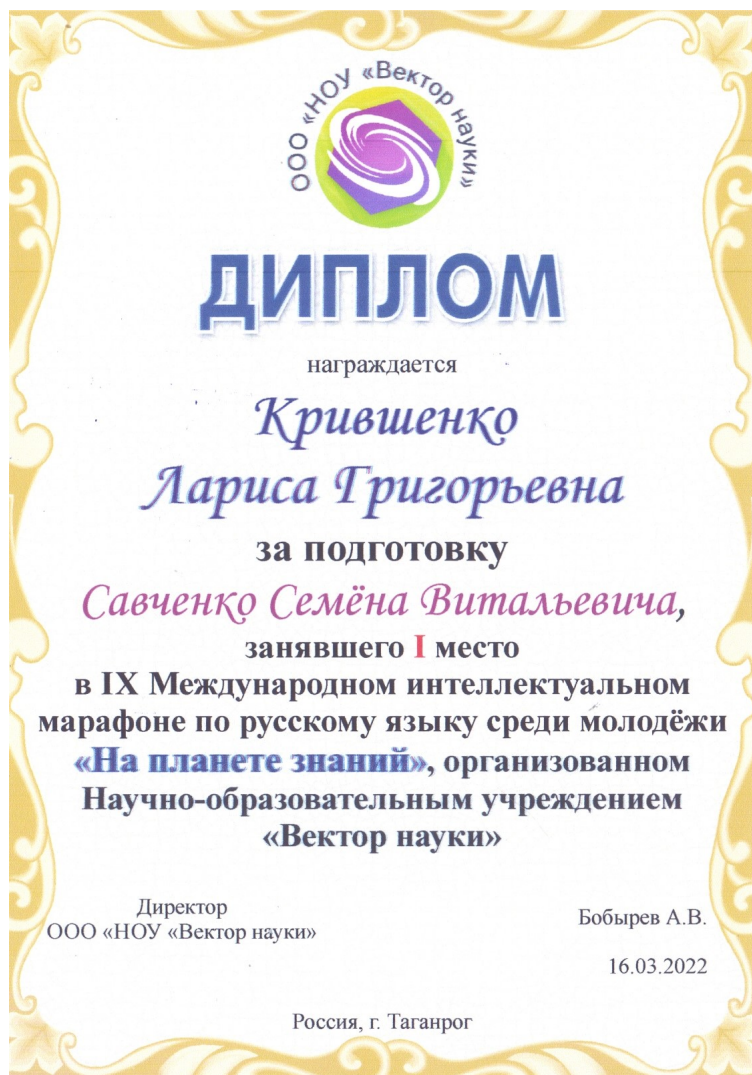 ООО «НОУ «Вектор науки»
ДИПЛОМ
награждается
Крившенко
Лариса Григорьевна
за подготовку
Савченко Семёна Витальевича,
занявшего I место
в IX Международном интеллектуальном
марафоне по русскому языку среди молодёжи
«На планете знаний», организованном
Научно-образовательным учреждением
«Вектор науки»
Директор
ООО «НОУ «Вектор науки»
Бобырев А.В.
16.03.2022
Россия, г. Таганрог